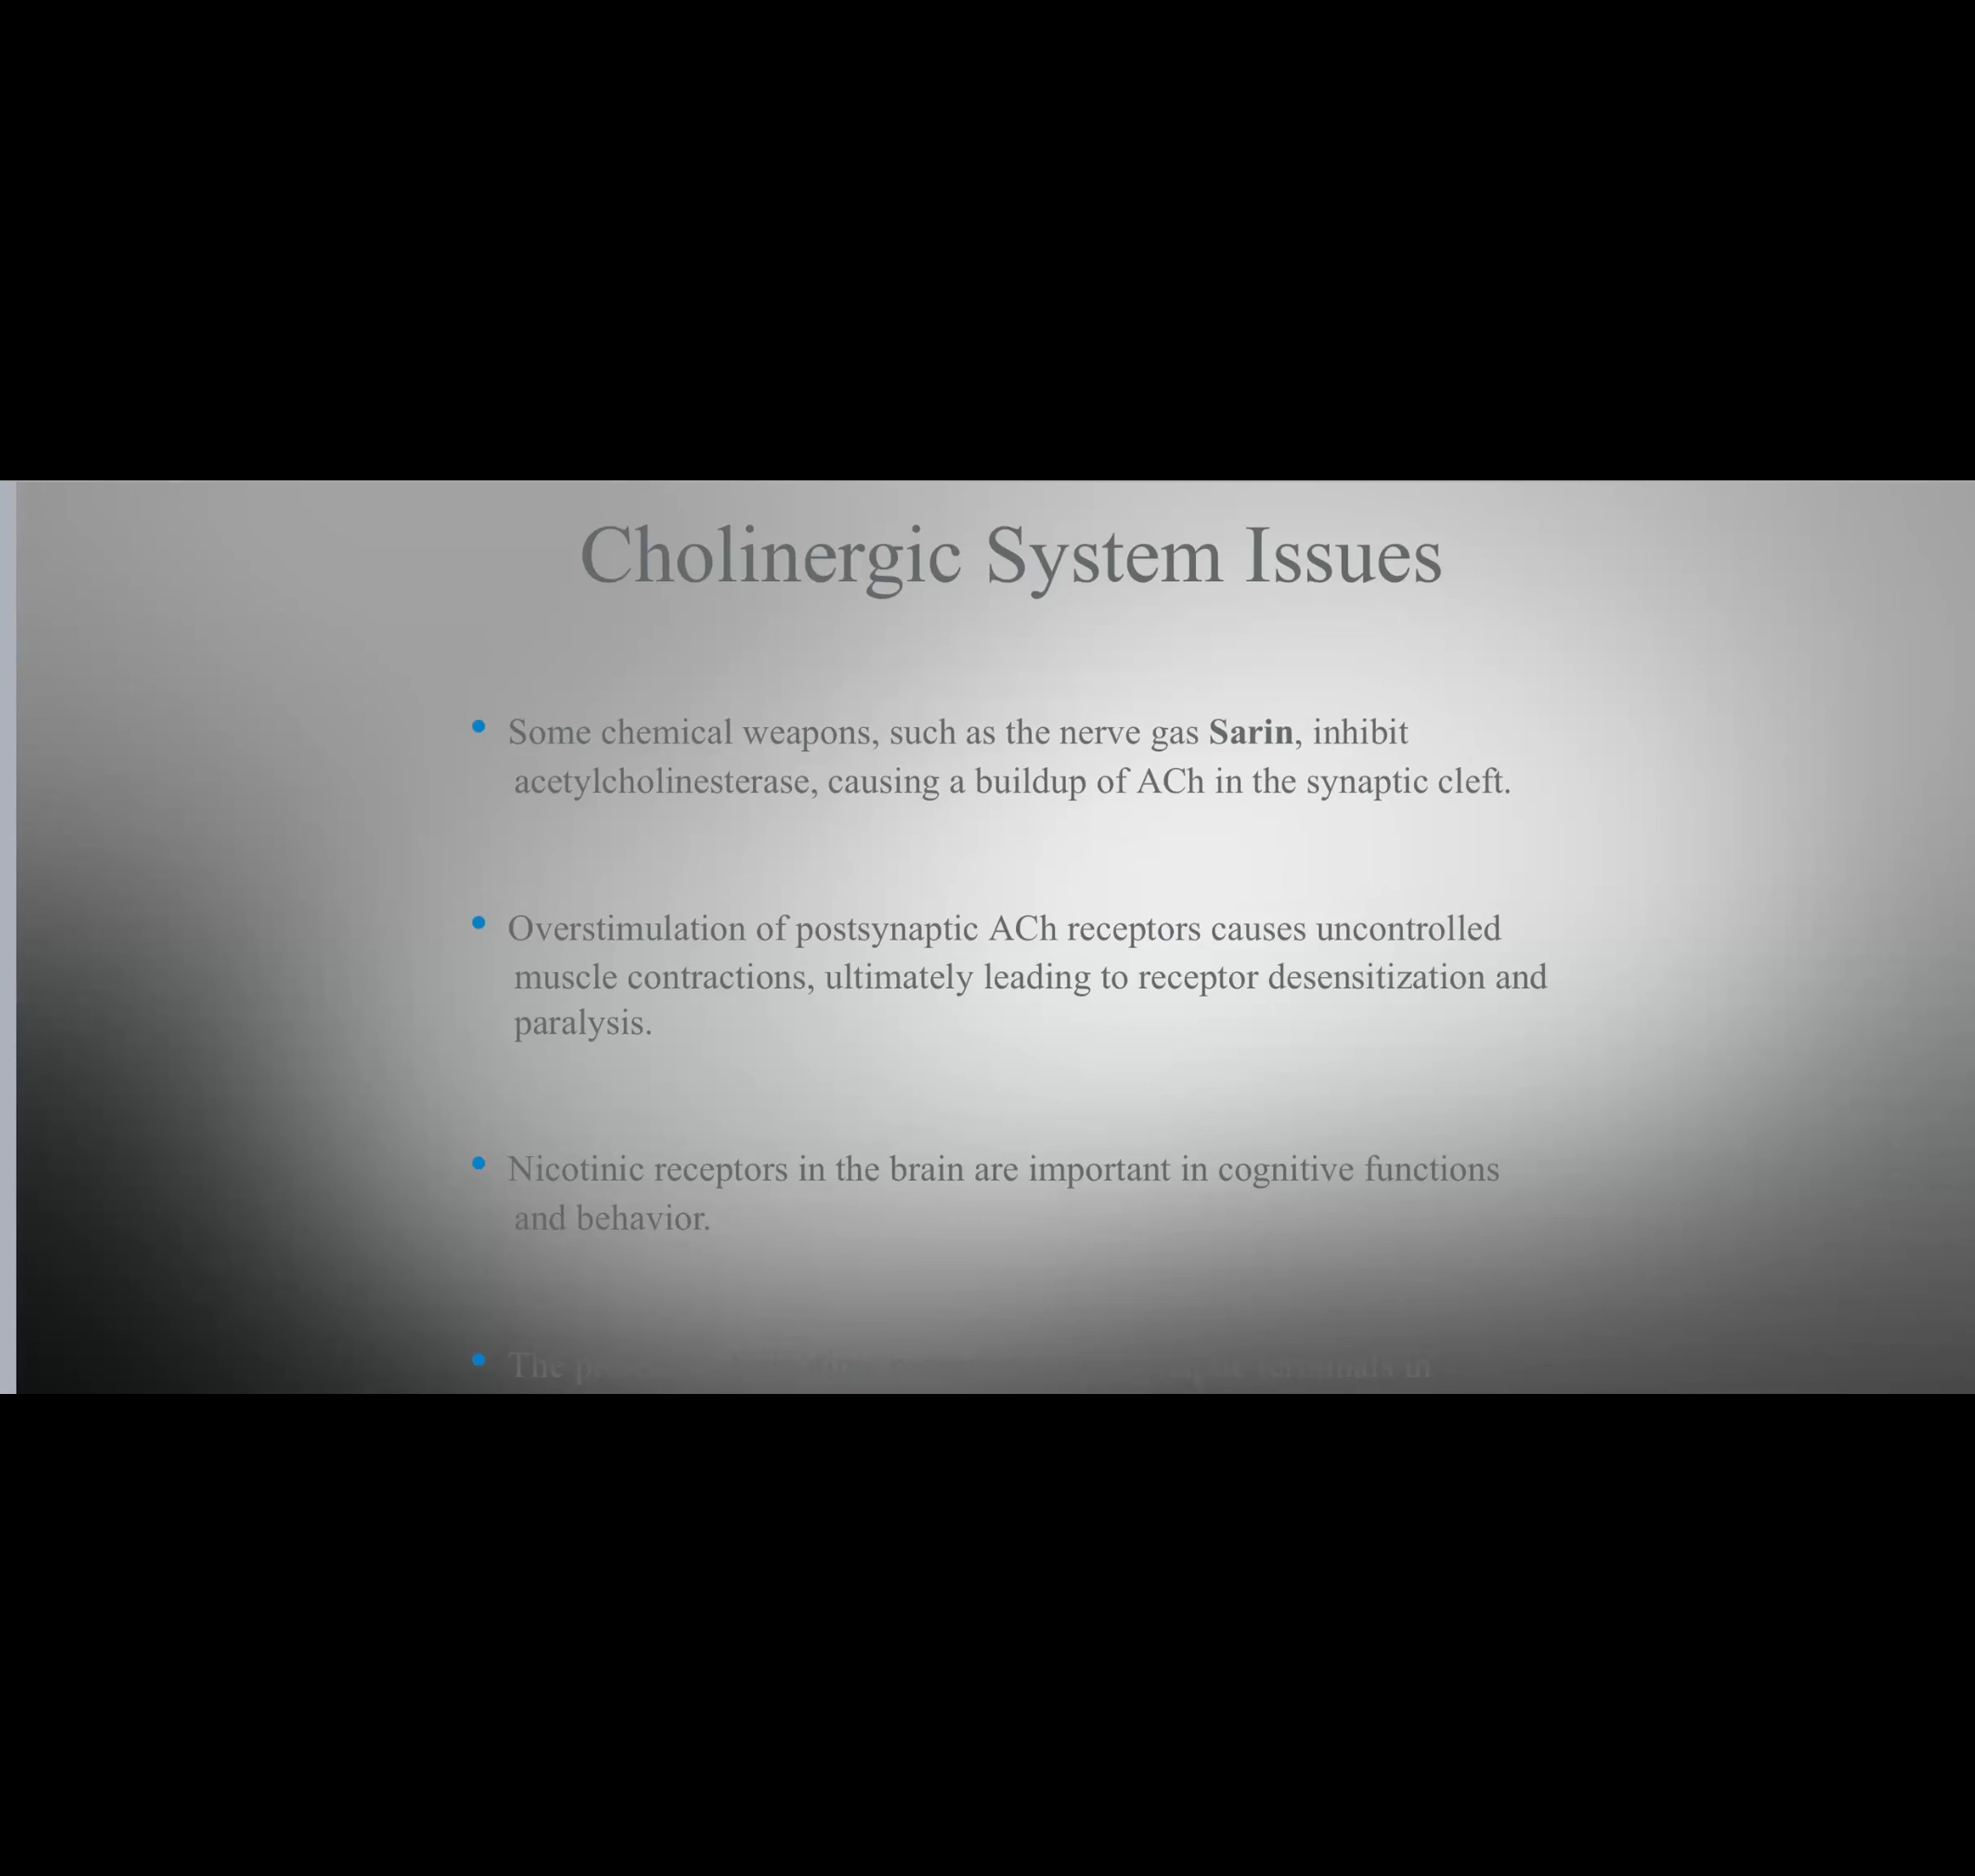 Cholinergic System Issues
• Some chemical weapons, such as the nerve gas Sarin, inhibit
acetylcholinesterase, causing a buildup of ACh in the synaptic cleft.
• Overstimulation of postsynaptic ACh receptors causes uncontrolled
muscle contractions, ultimately leading to receptor desensitization and
paralysis.
• Nicotinic receptors in the brain are important in cognitive functions
and behavior.
• The terminals in